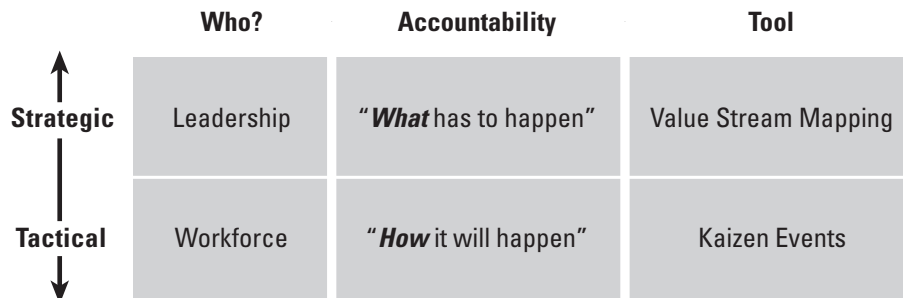 Who? Accountability Tool
Strategic Leadership “What has to happen” Value Stream Mapping
Tactical Workforce “How it will happen” Kaizen Events